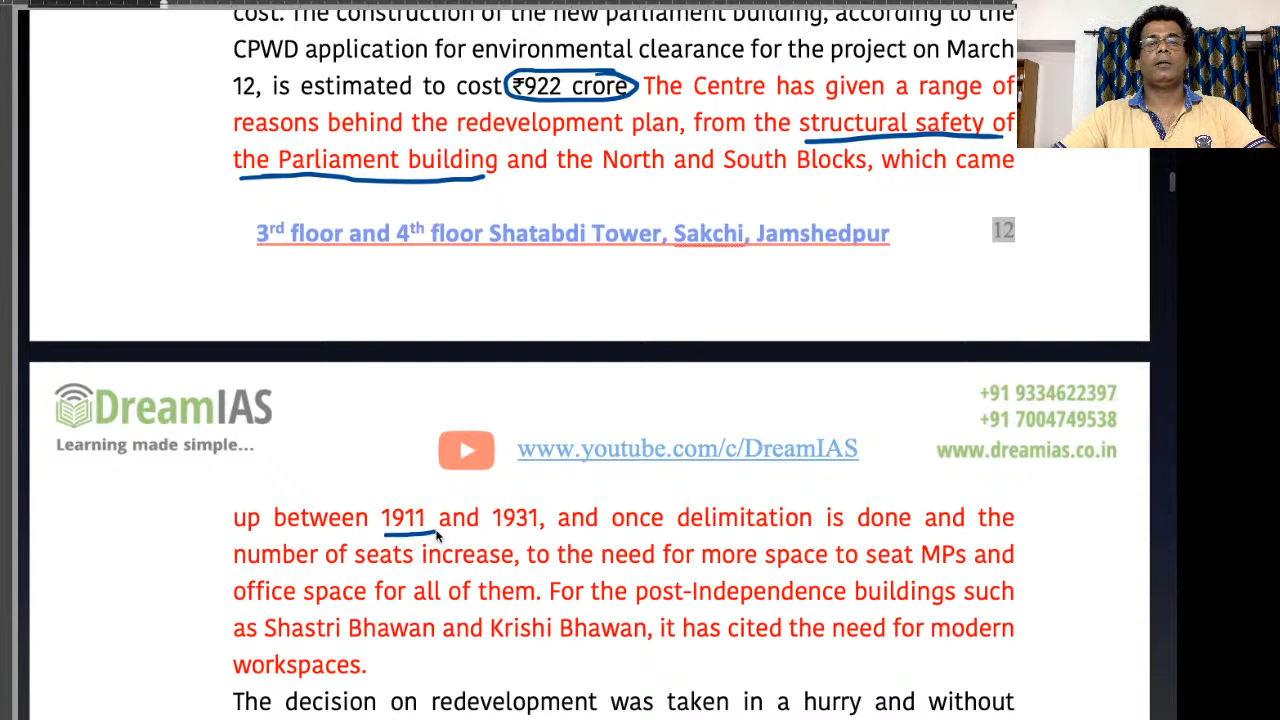 cost. The construction of the new parliament building, according to the
CPWD application for environmental clearance for the project on March
12, is estimated to cost ₹922 crore The Centre has given a range of
reasons behind the redevelopment plan, from the structural safety of
the Parliament building and the North and South Blocks, which came
3rd floor and 4th floor Shatabdi Tower, Sakchi, Jamshedpur
12
DreamIAS
Learning made simple...
www.youtube.com/c/DreamIAS
+91 9334622397
+91 7004749538
www.dreamias.co.in
up between 1911 and 1931, and once delimitation is done and the
number of seats increase, to the need for more space to seat MPs and
office space for all of them. For the post-Independence buildings such
as Shastri Bhawan and Krishi Bhawan, it has cited the need for modern
workspaces.
The decision on redevelopment was taken in a hurry and without